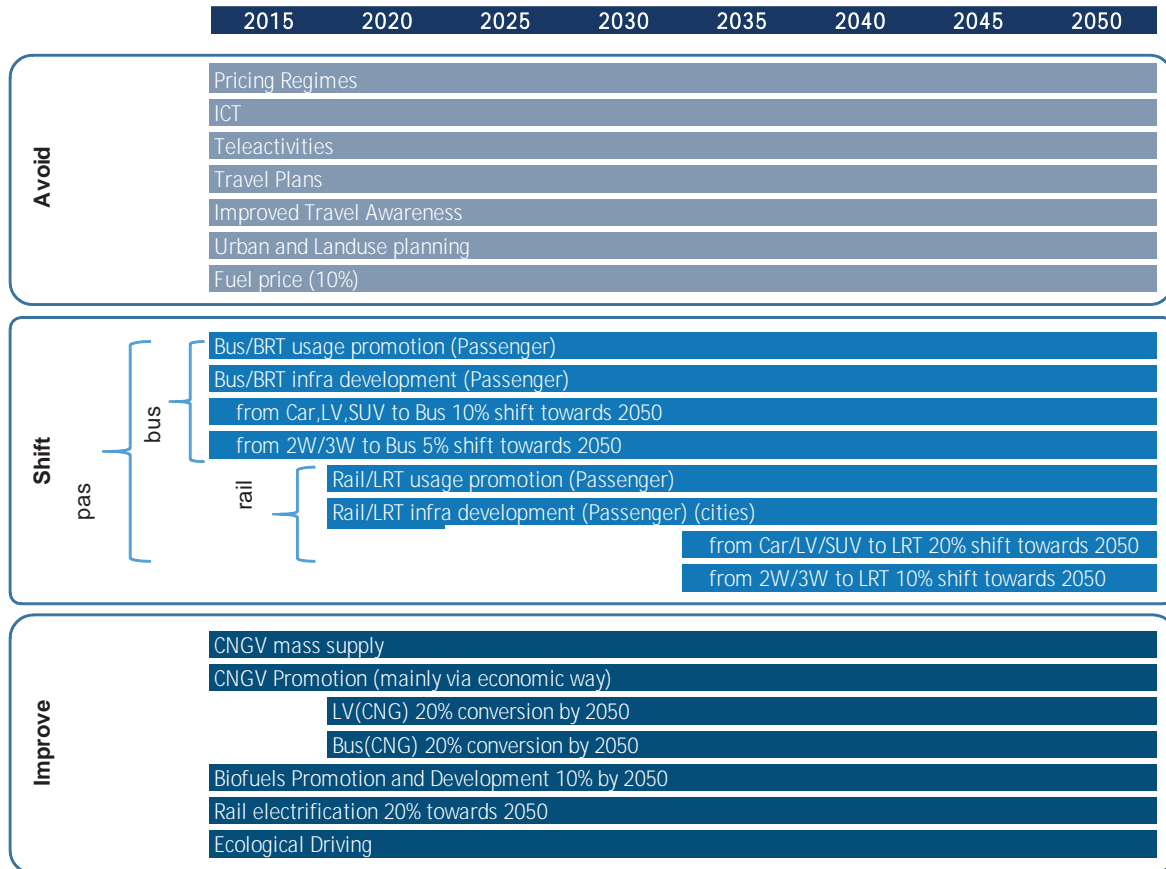 2015 2020 2025 2030 2035 2040 2045 2050
Avoid
Pricing Regimes
ICT
Teleactivities
Travel Plans
Improved Travel Awareness
Urban and Landuse planning
Fuel price (10%)
Shift
pas
bus
Bus/BRT usage promotion (Passenger)
Bus/BRT infra development (Passenger)
from Car,LV,SUV to Bus 10% shift towards 2050
from 2W/3W to Bus 5% shift towards 2050
rail
Rail/LRT usage promotion (Passenger)
Rail/LRT infra development (Passenger) (cities)
from Car/LV/SUV to LRT 20% shift towards 2050
from 2W/3W to LRT 10% shift towards 2050
Improve
CNGV mass supply
CNGV Promotion (mainly via economic way)
LV(CNG) 20% conversion by 2050
Bus(CNG) 20% conversion by 2050
Biofuels Promotion and Development 10% by 2050
Rail electrification 20% towards 2050
Ecological Driving